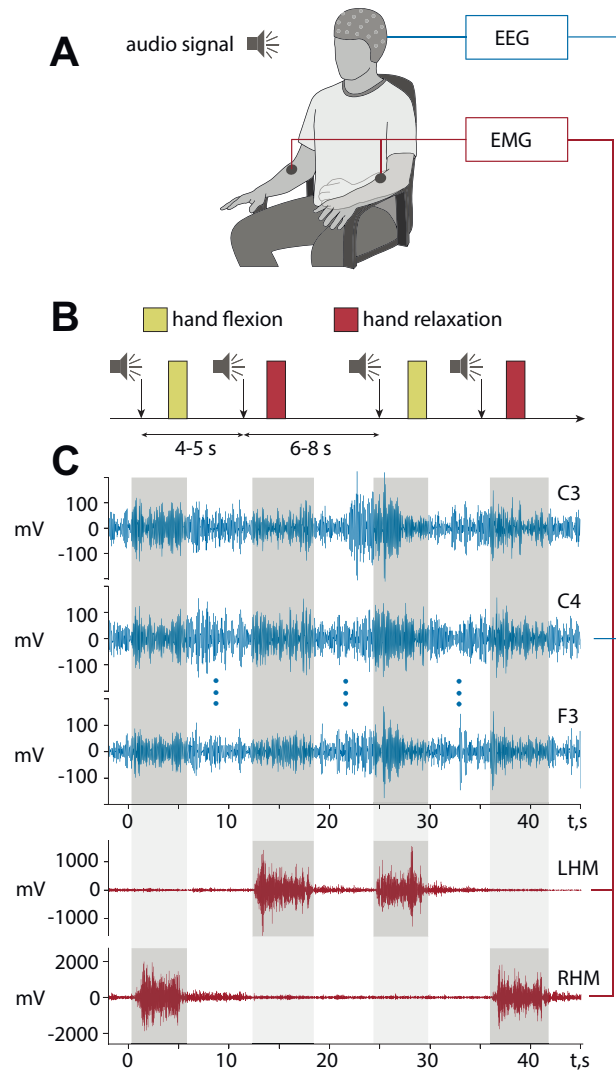 A
audio signal
EEG
EMG
B
hand flexion
hand relaxation
4-5 s
6-8 s
C
C3
100
mV
0
-100
C4
100
mV
0
-100
F3
100
mV
0
-100
0 10 20 30 40 t,s
LHM
1000
mV
0
-1000
RHM
2000
mV
0
-2000
0 10 20 30 40 t,s